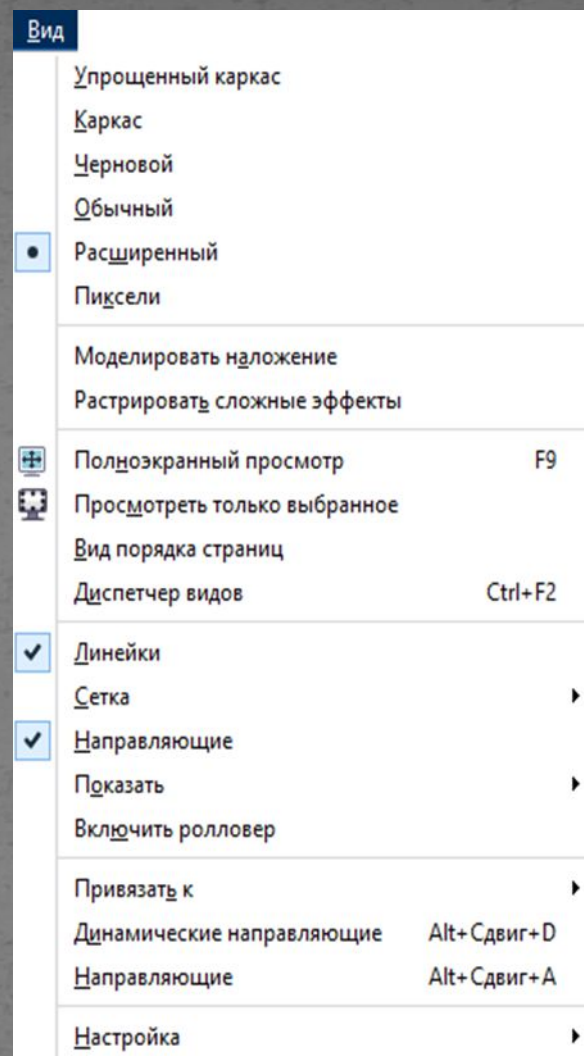 Вид
Упрощенный каркас
Каркас
Черновой
Обычный
Расширенный
Пиксели
Моделировать наложение
Растрировать сложные эффекты
Полноэкранный просмотр F9
Просмотреть только выбранное
Вид порядка страниц
Диспетчер видов Ctrl+F2
Линейки
Сетка
Направляющие
Показать
Включить ролловер
Привязать к
Динамические направляющие Alt+Сдвиг+D
Направляющие Alt+Сдвиг+A
Настройка